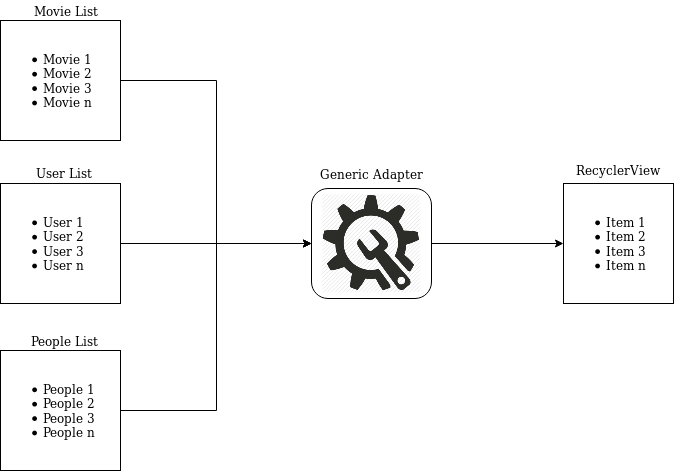 Movie List
• Movie 1
• Movie 2
• Movie 3
• Movie n
User List
• User 1
• User 2
• User 3
• User n
People List
• People 1
• People 2
• People 3
• People n
Generic Adapter
RecyclerView
• Item 1
• Item 2
• Item 3
• Item n